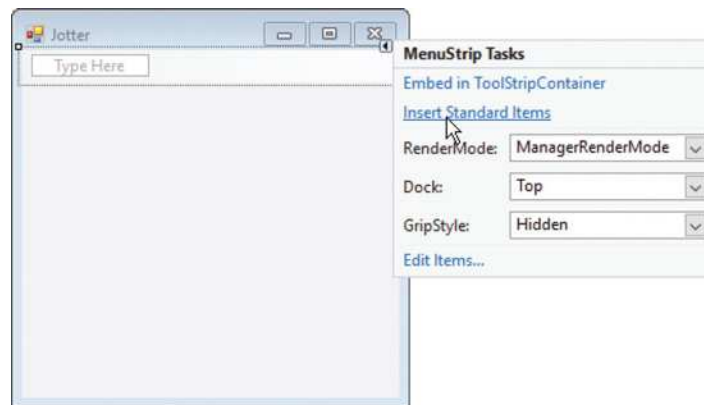 Jotter
Type Here
MenuStrip Tasks
Embed in ToolStripContainer
Insert Standard Items
RenderMode: ManagerRenderMode
Dock: Top
GripStyle: Hidden
Edit Items...